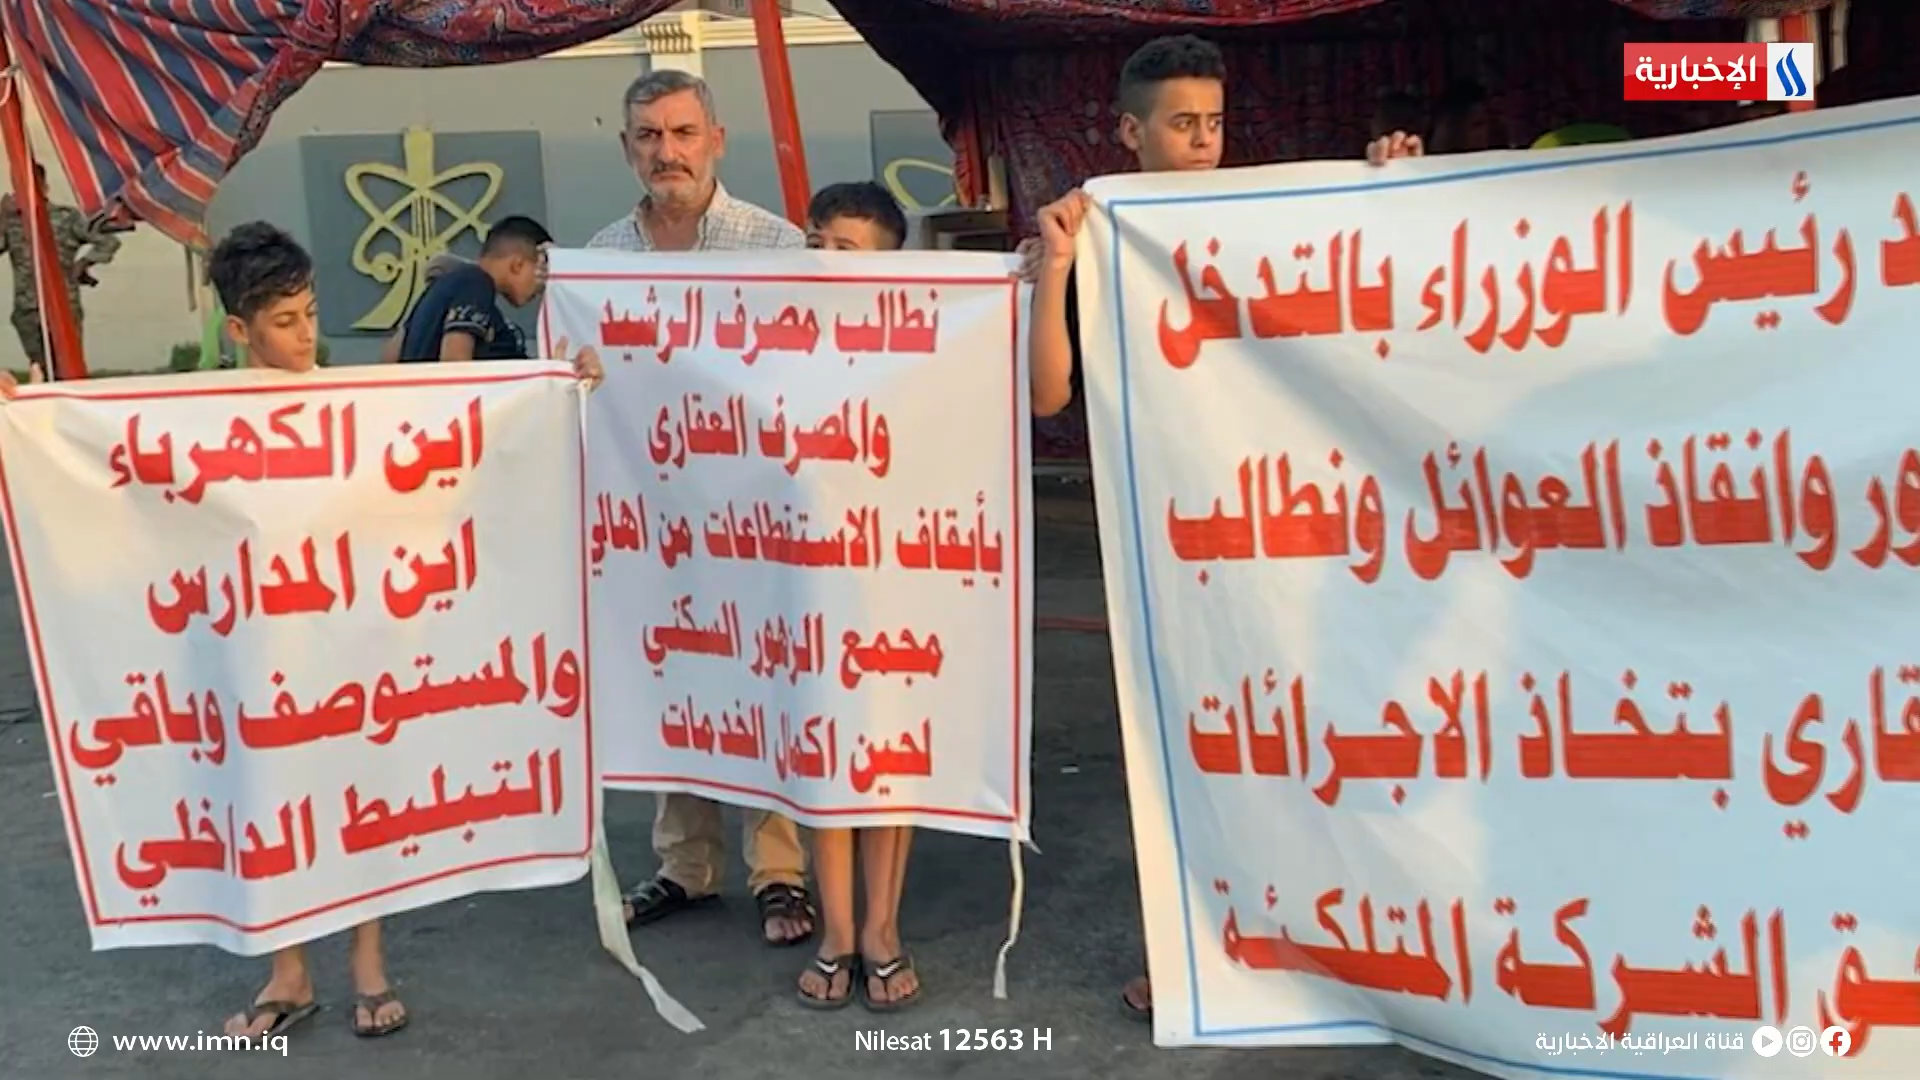 الإخبارية
رئيس الوزراء بالتدخل
وانقاذ العوائل ونطالب
بتخاذ الاجرائات
الشركة المتلكئة
نطالب مصرف الرشيد
والمصرف العقاري
بأيقاف الاستقطاعات من اهالي
مجمع الزهور السكني
لحين اكمال الخدمات
اين الكهرباء
اين المدارس
والمستوصف وباقي
التبليط الداخلي
www.imn.iq
Nilesat 12563 H
قناة العراقية الإخبارية